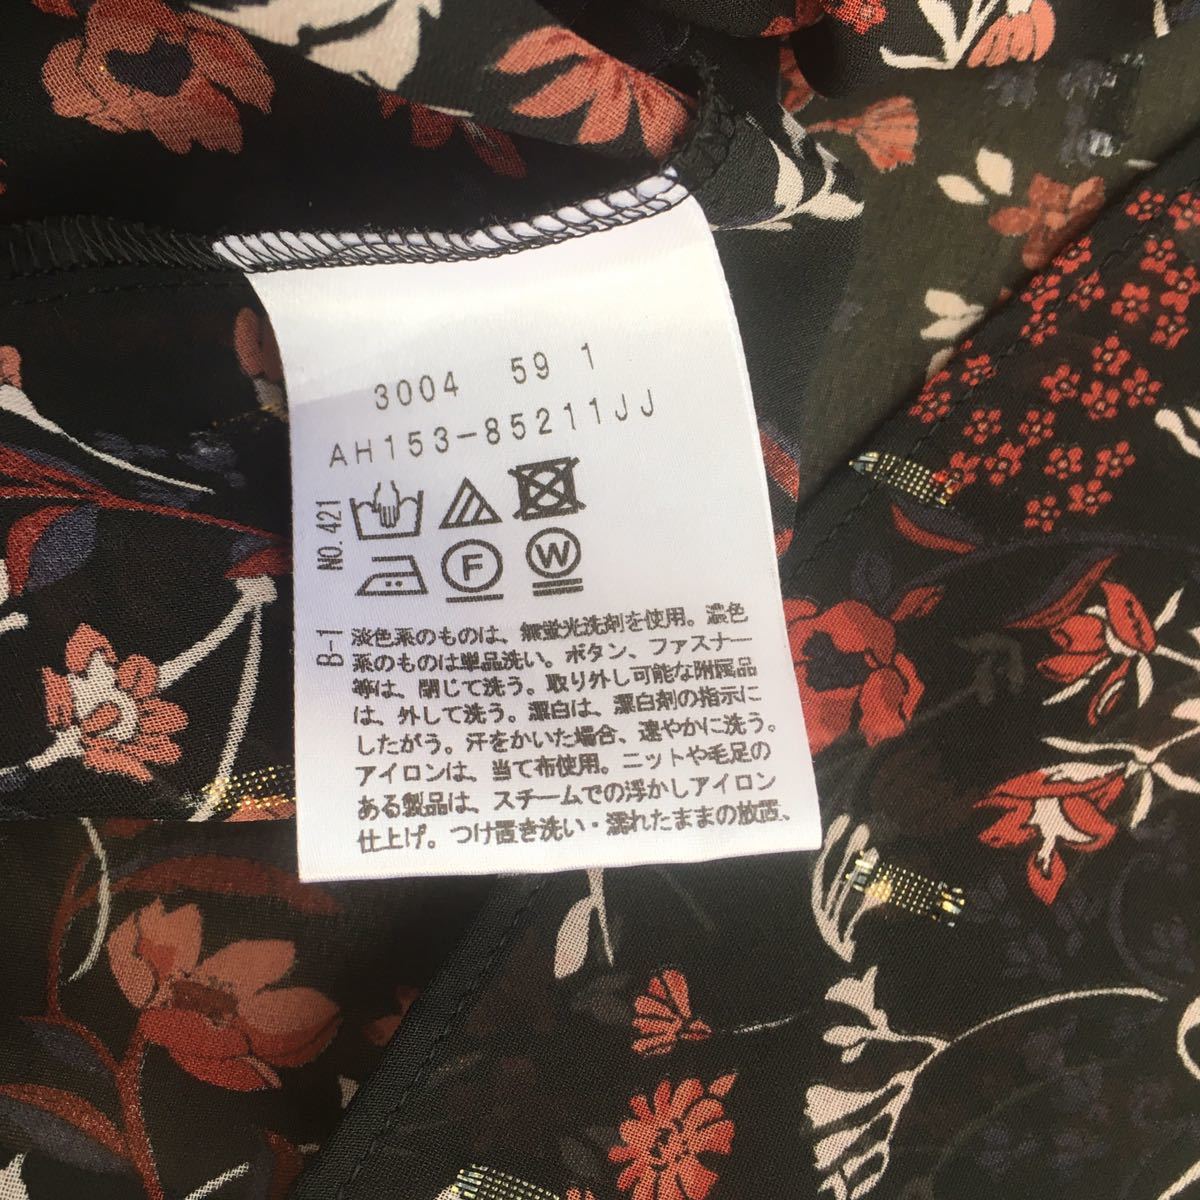 3004 59 1
AH153-85211JJ
NO.421
F
W
B-1
淡色系のものは、無蛍光洗剤を使用。濃色
系のものは単品洗い。ボタン、ファスナー
等は、閉じて洗う。取り外し可能な附属品
は、外して洗う。漂白は、漂白剤の指示に
したがう。汗をかいた場合、速やかに洗う。
アイロンは、当て布使用。ニットや毛足の
ある製品は、スチームでの浮かしアイロン
仕上げ。つけ置き洗い・濡れたままの放置、